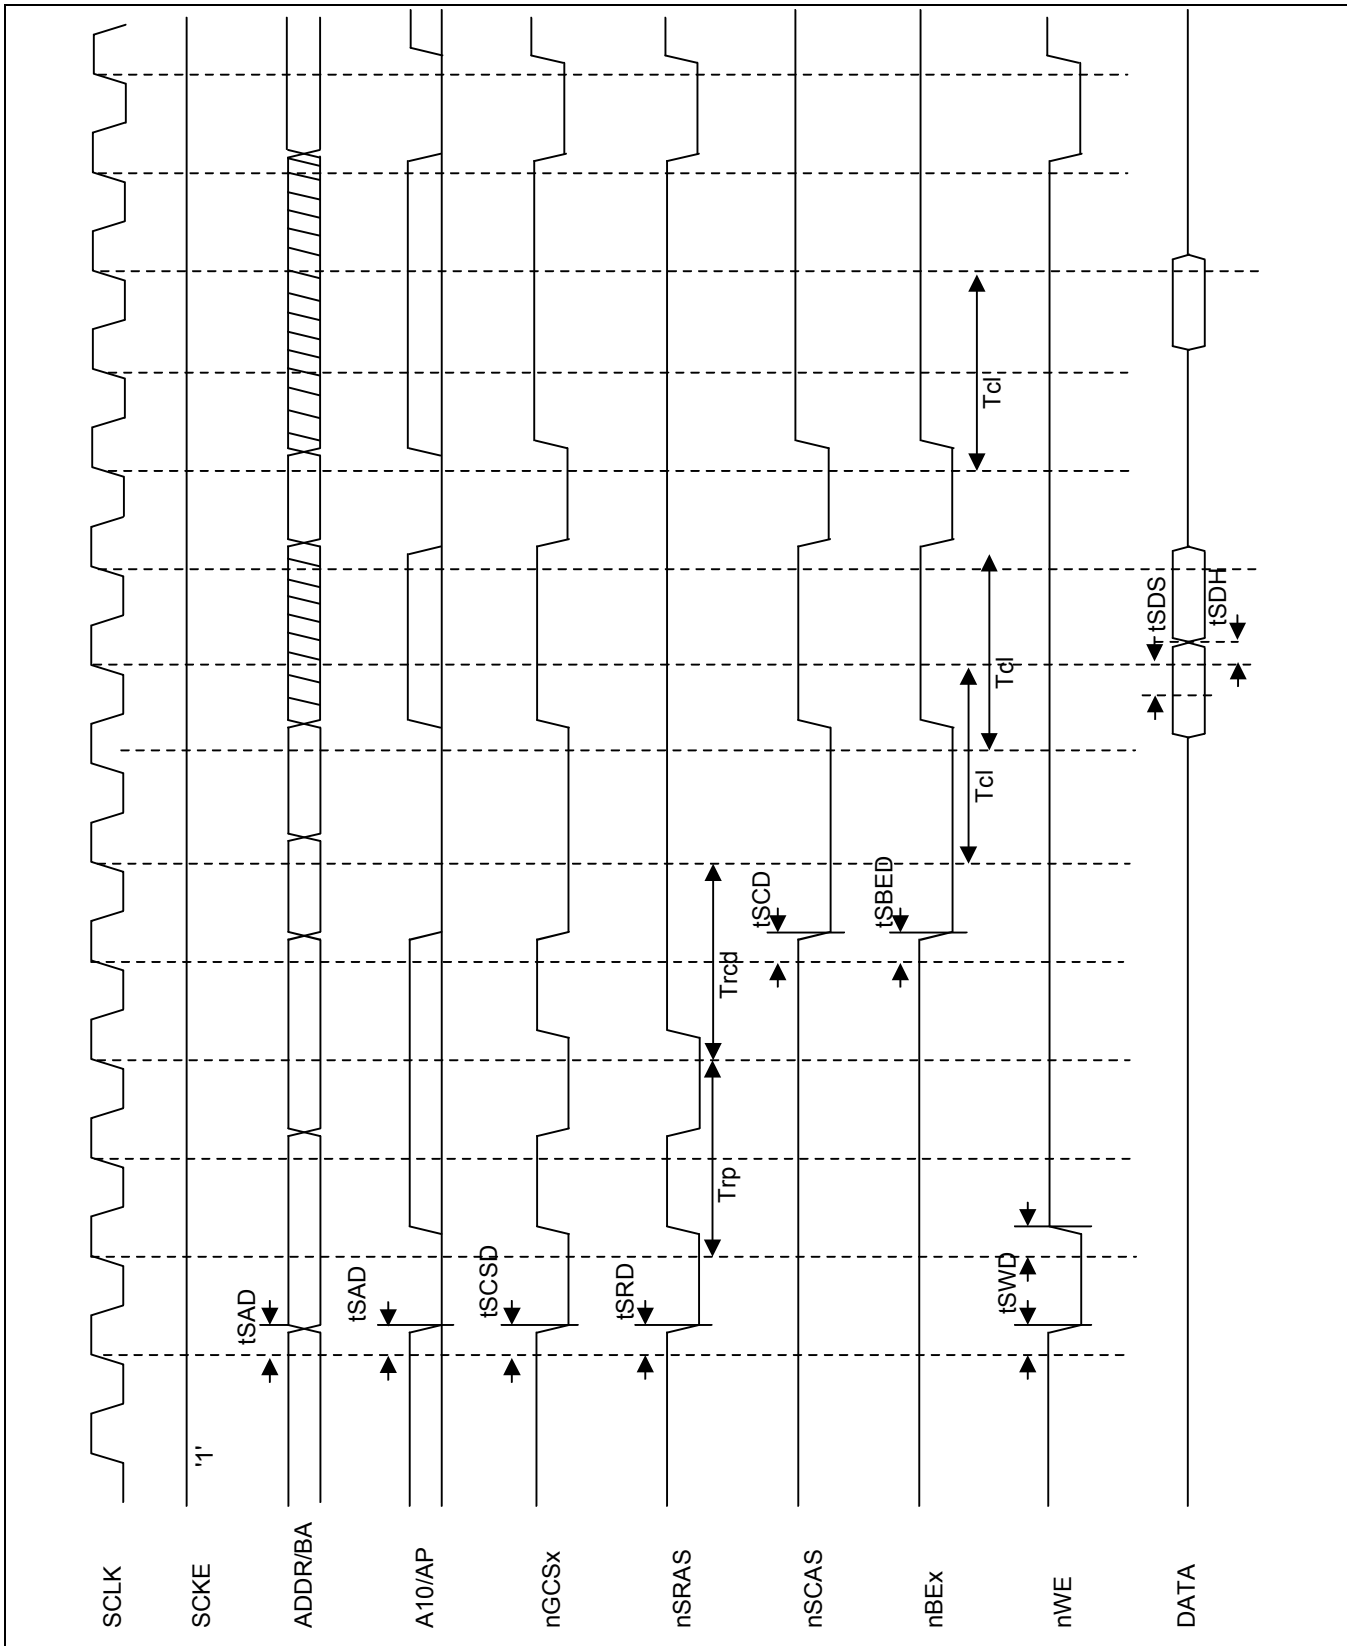 SCLK
SCKE
'1'
ADDR/BA
tSAD
A10/AP
tSAD
nGCSx
tSCSD
nSRAS
tSRD
Trp
Trcd
nSCAS
tSCD
nBEx
tSBED
Tcl
Tcl
Tcl
nWE
tSWD
DATA
tSDS
tSDH